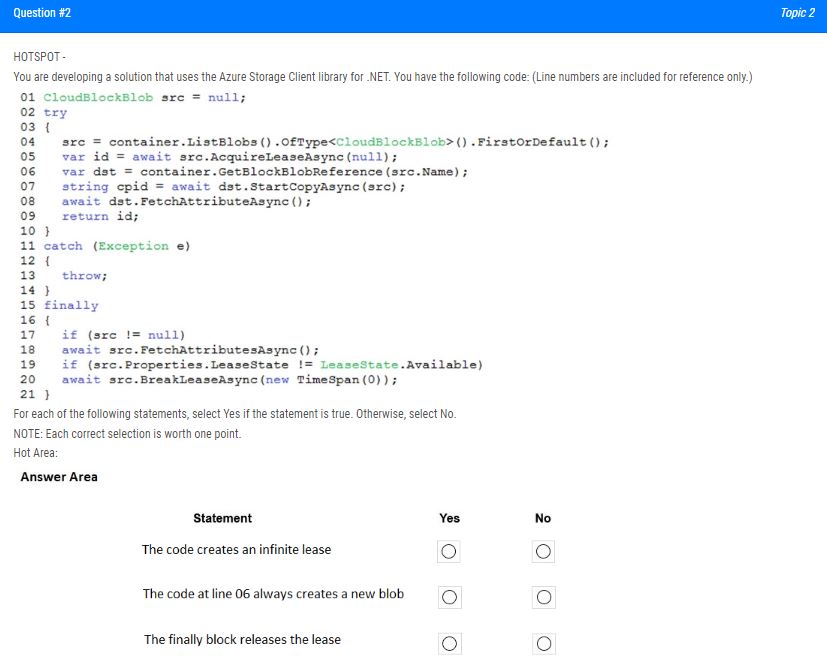 Question #2 Topic 2
HOTSPOT -
You are developing a solution that uses the Azure Storage Client library for .NET. You have the following code: (Line numbers are included for reference only.)
01 CloudBlockBlob src = null;
02 try
03 {
04 src = container.ListBlobs().OfType<CloudBlockBlob>().FirstOrDefault();
05 var id = await src.AcquireLeaseAsync(null);
06 var dst = container.GetBlockBlobReference(src.Name);
07 string cpid = await dst.StartCopyAsync(src);
08 await dst.FetchAttributeAsync();
09 return id;
10 }
11 catch (Exception e)
12 {
13 throw;
14 }
15 finally
16 {
17 if (src != null)
18 await src.FetchAttributesAsync();
19 if (src.Properties.LeaseState != LeaseState.Available)
20 await src.BreakLeaseAsync(new TimeSpan(0));
21 }
For each of the following statements, select Yes if the statement is true. Otherwise, select No.
NOTE: Each correct selection is worth one point.
Hot Area:
Answer Area
Statement Yes No
The code creates an infinite lease
The code at line 06 always creates a new blob
The finally block releases the lease